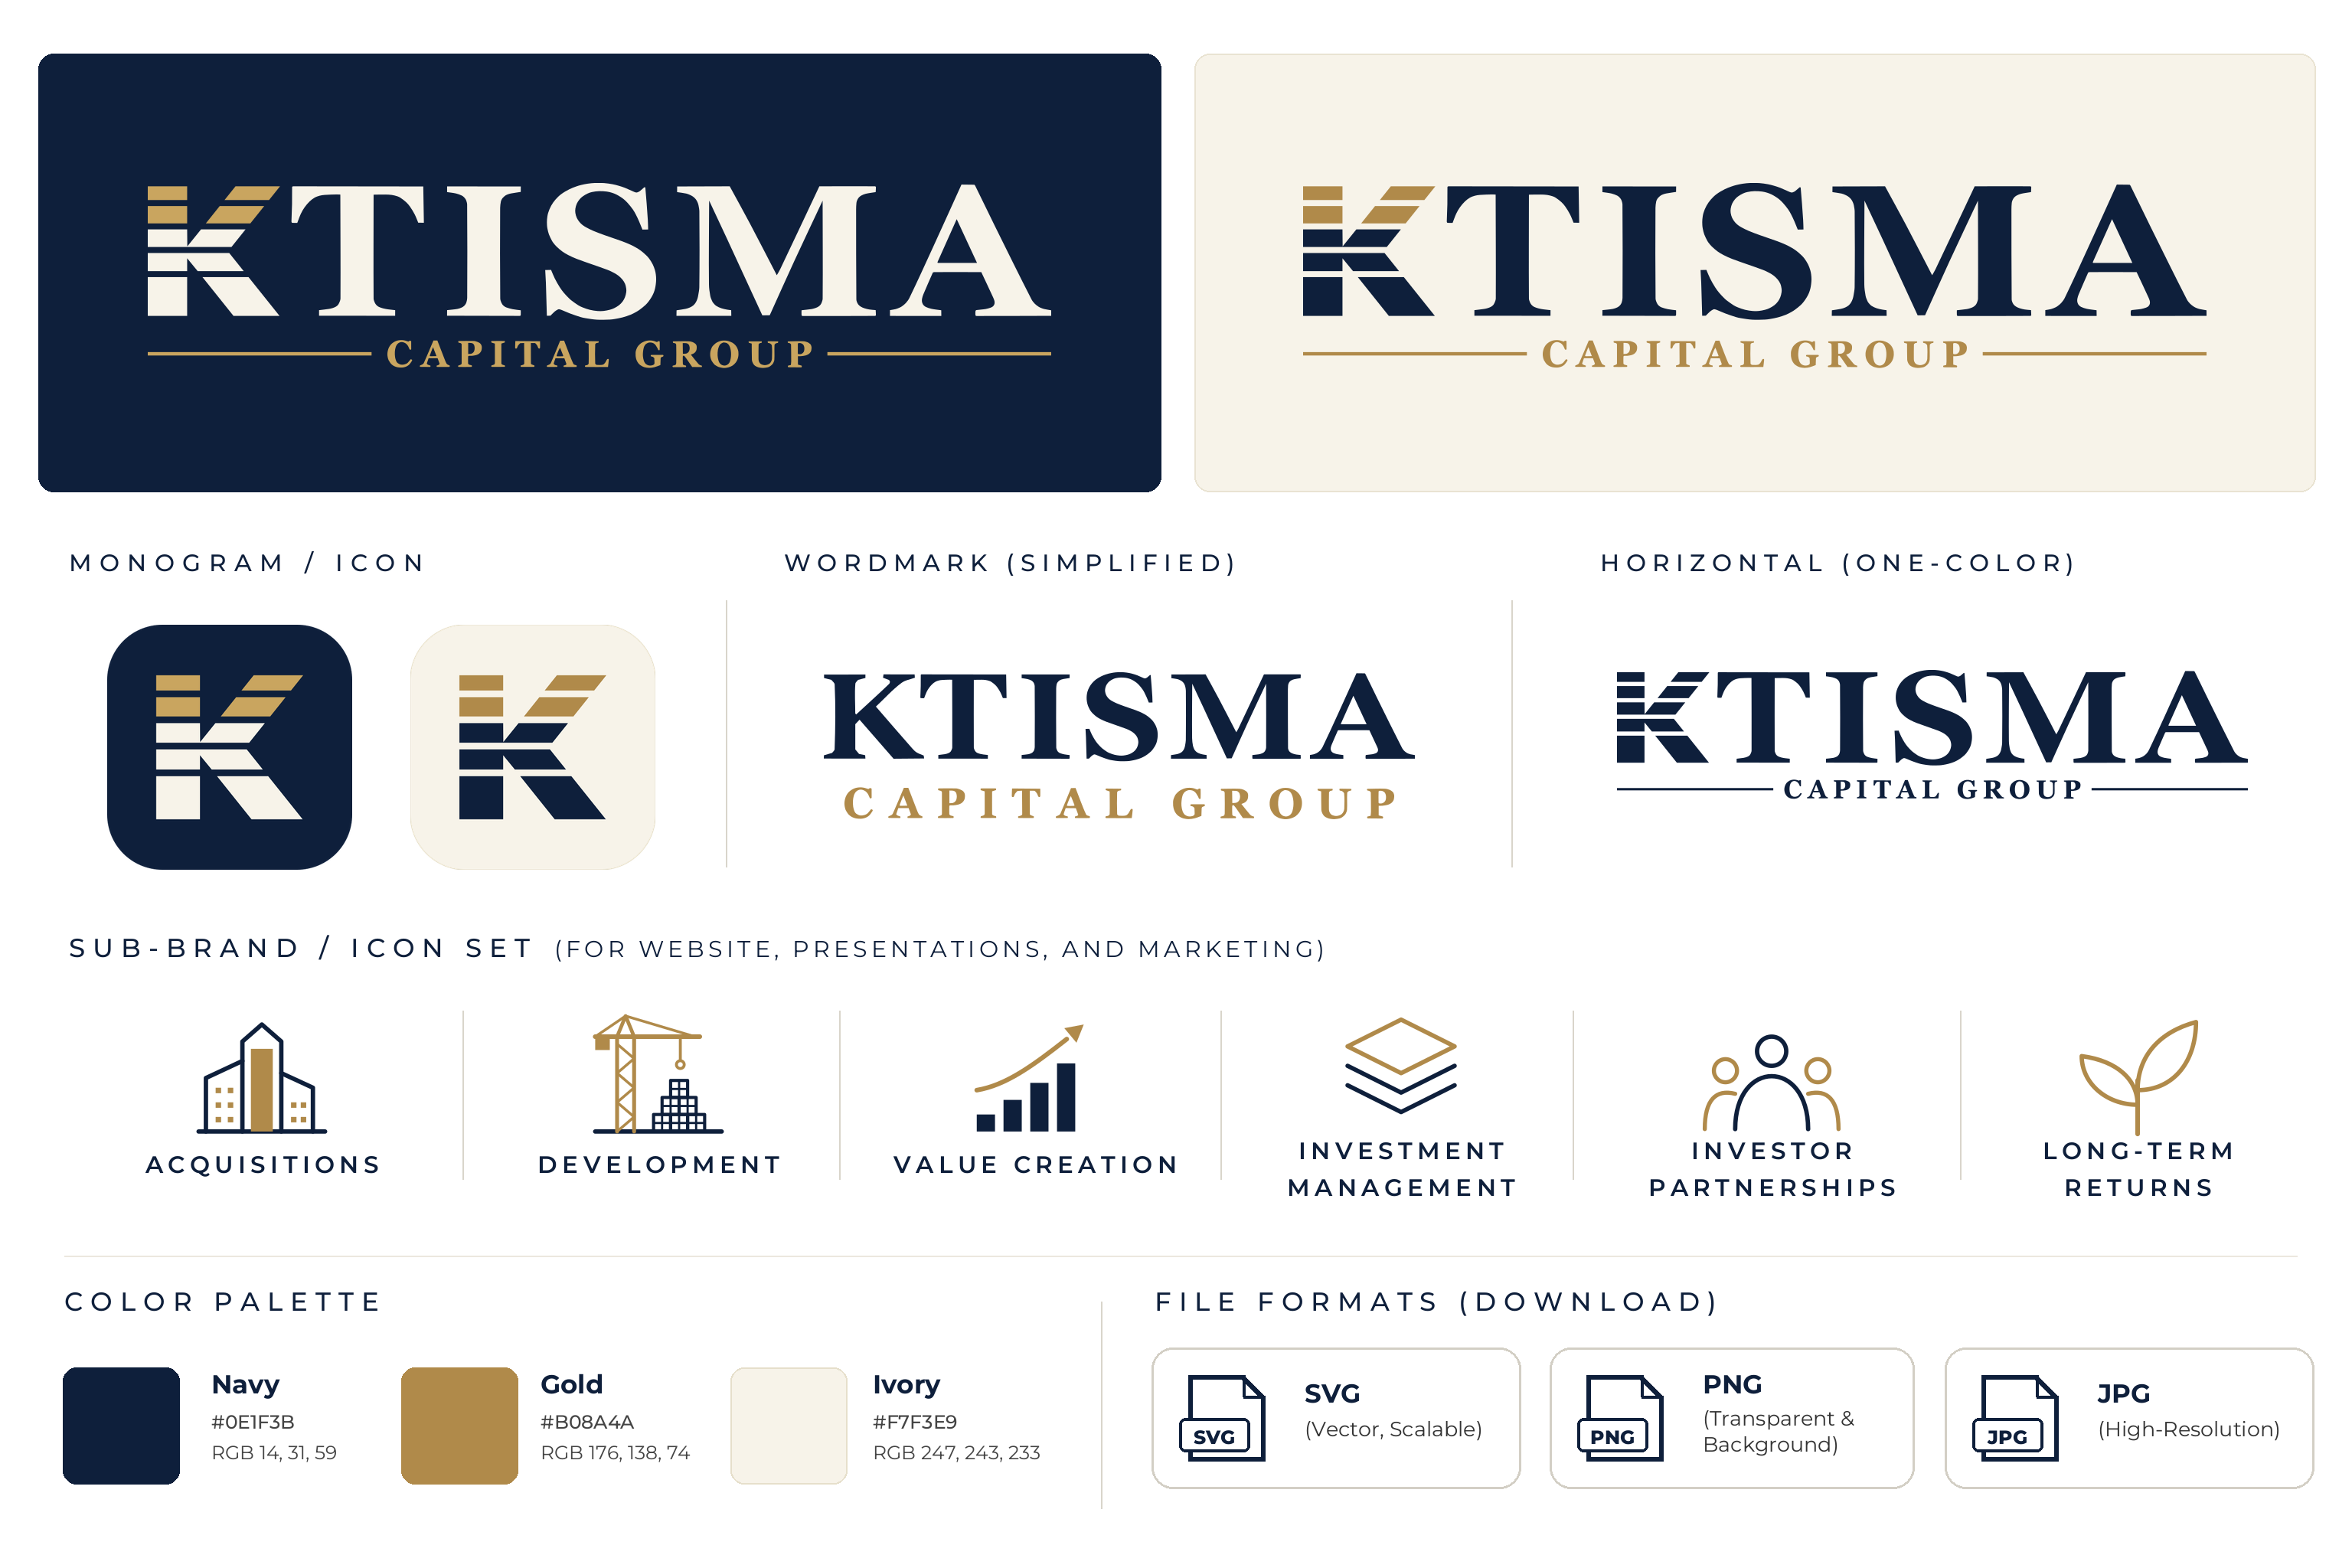 KTISMA
CAPITAL GROUP
KTISMA
CAPITAL GROUP
MONOGRAM / ICON
K
K
WORDMARK (SIMPLIFIED)
KTISMA
CAPITAL GROUP
HORIZONTAL (ONE-COLOR)
KTISMA
CAPITAL GROUP
SUB-BRAND / ICON SET (FOR WEBSITE, PRESENTATIONS, AND MARKETING)
ACQUISITIONS
DEVELOPMENT
VALUE CREATION
INVESTMENT
MANAGEMENT
INVESTOR
PARTNERSHIPS
LONG-TERM
RETURNS
COLOR PALETTE
Navy
#0E1F3B
RGB 14, 31, 59
Gold
#B08A4A
RGB 176, 138, 74
Ivory
#F7F3E9
RGB 247, 243, 233
FILE FORMATS (DOWNLOAD)
SVG
SVG
(Vector, Scalable)
PNG
PNG
(Transparent &
Background)
JPG
JPG
(High-Resolution)